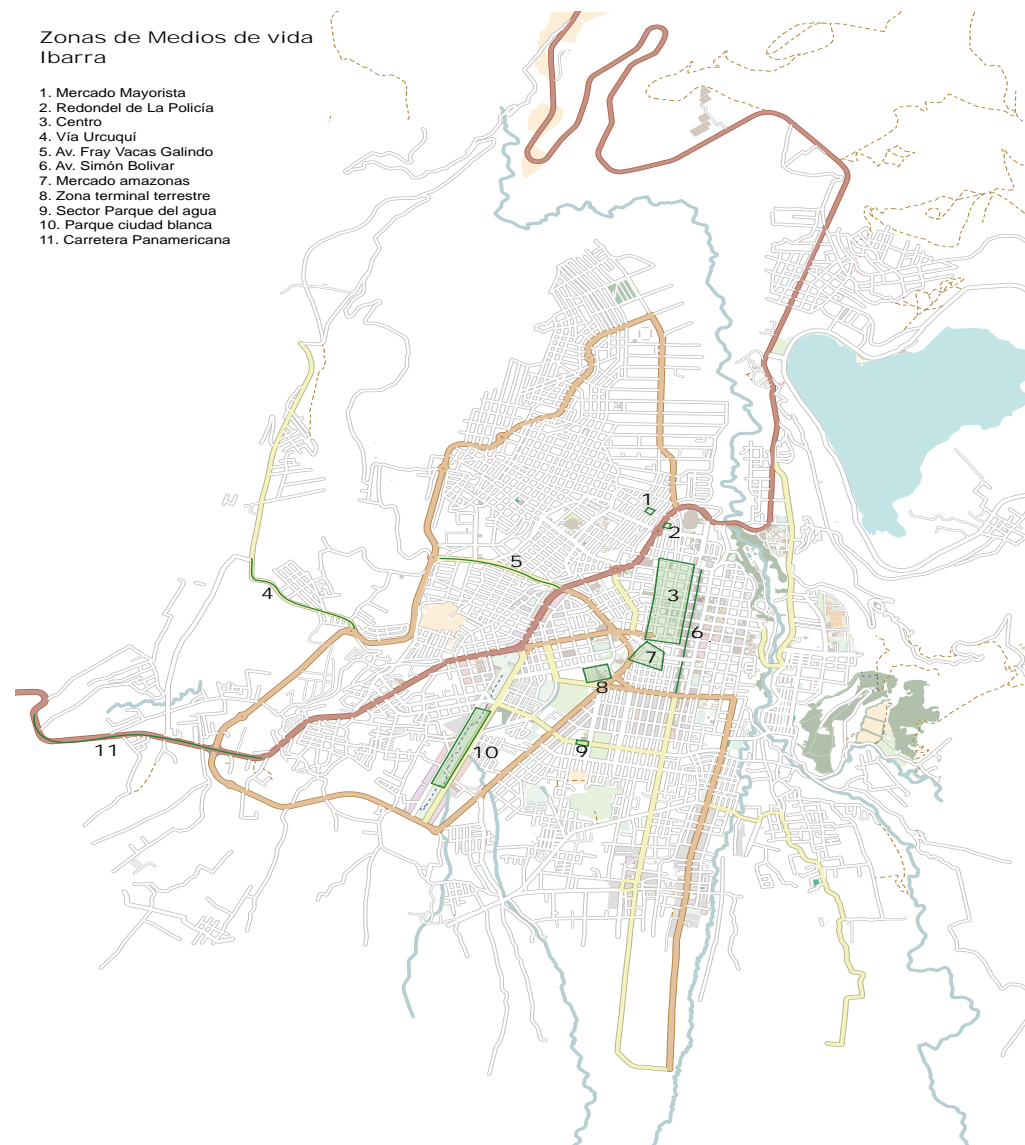 Zonas de Medios de vida
Ibarra
1. Mercado Mayorista
2. Redondel de La Policía
3. Centro
4. Vía Urcuquí
5. Av. Fray Vacas Galindo
6. Av. Simón Bolivar
7. Mercado amazonas
8. Zona terminal terrestre
9. Sector Parque del agua
10. Parque ciudad blanca
11. Carretera Panamericana
1
2
5
3
4
6
7
8
11
10
9